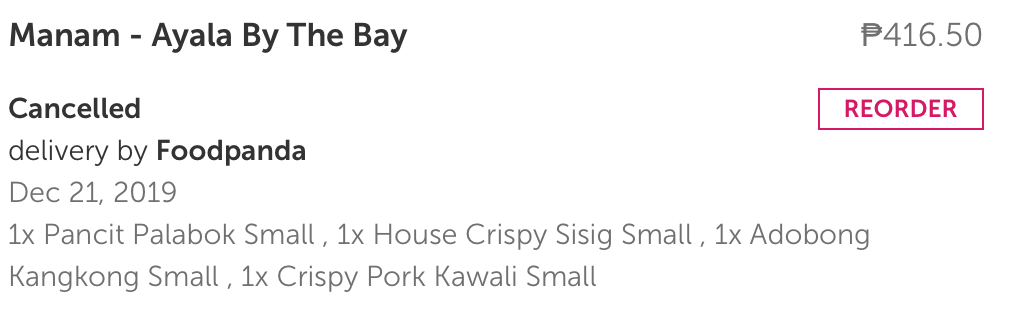 Manam - Ayala By The Bay
₱416.50
Cancelled
REORDER
delivery by Foodpanda
Dec 21, 2019
1x Pancit Palabok Small , 1x House Crispy Sisig Small , 1x Adobong
Kangkong Small , 1x Crispy Pork Kawali Small